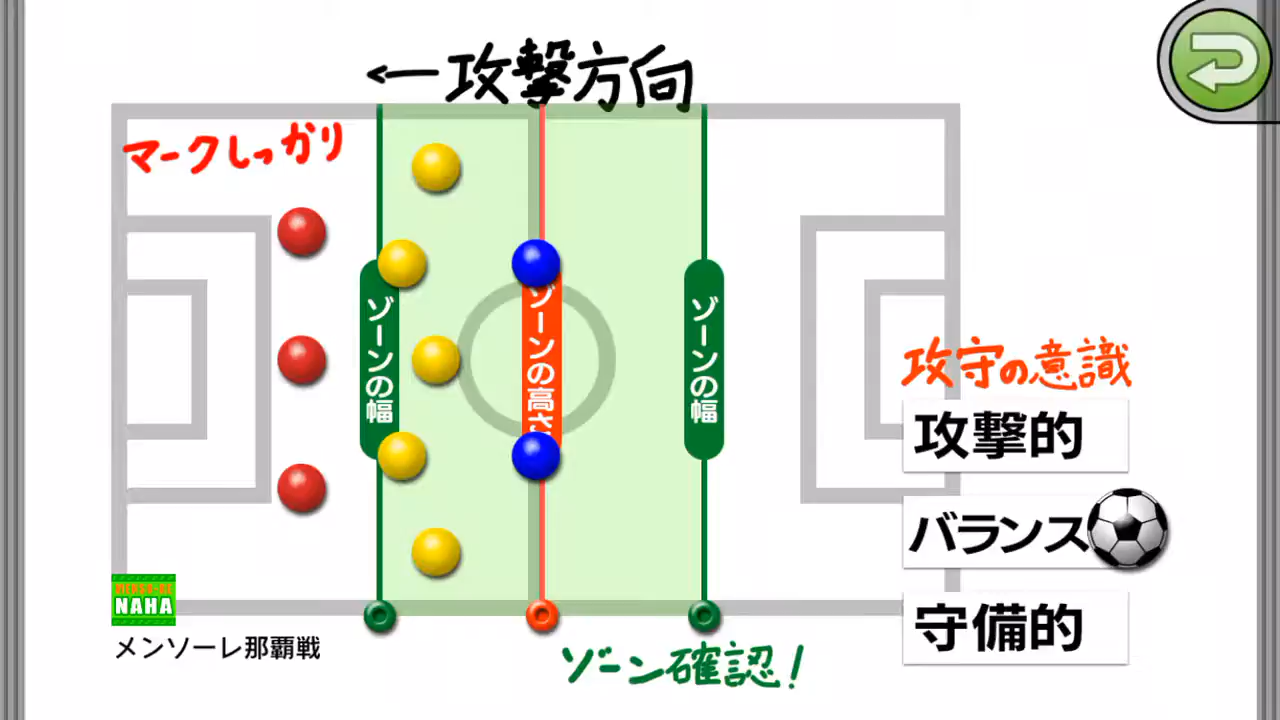 ←攻撃方向
マークしっかり
ゾーンの幅
ゾーンの高さ
ゾーンの幅
攻守の意識
攻撃的
バランス
守備的
MENSO-RE
NAHA
メンソーレ那覇戦
ゾーン確認!